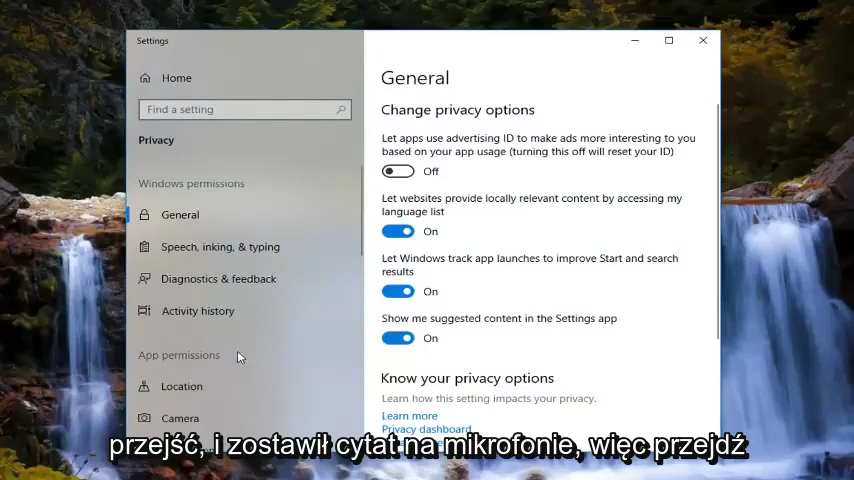 Settings
Home
Find a setting
Privacy
Windows permissions
General
Speech, inking, & typing
Diagnostics & feedback
Activity history
App permissions
Location
Camera
General
Change privacy options
Let apps use advertising ID to make ads more interesting to you
based on your app usage (turning this off will reset your ID)
Off
Let websites provide locally relevant content by accessing my
language list
On
Let Windows track app launches to improve Start and search
results
On
Show me suggested content in the Settings app
On
Know your privacy options
Learn how this setting impacts your privacy.
Learn more
Privacy dashboard
przejść, i zostawił cytat na mikrofonie, więc przejdź